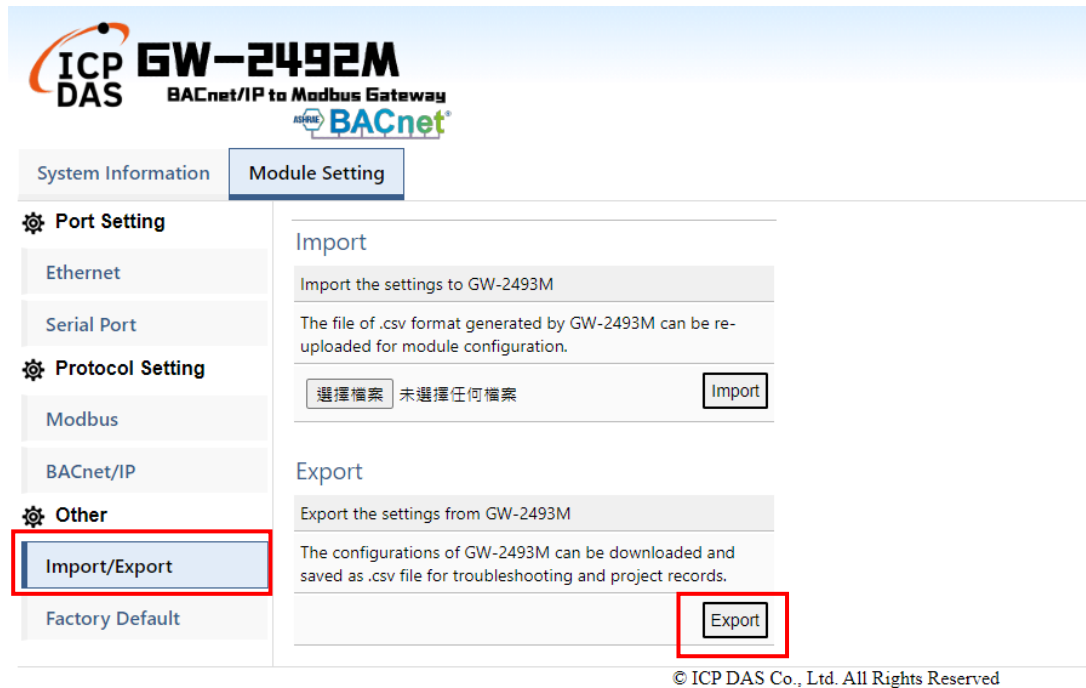 ICP DAS
GW-2492M
BACnet/IP to Modbus Gateway
ASHRAE BACnet
System Information
Module Setting
Port Setting
Ethernet
Serial Port
Protocol Setting
Modbus
BACnet/IP
Other
Import/Export
Factory Default
Import
Import the settings to GW-2493M
The file of .csv format generated by GW-2493M can be re-
uploaded for module configuration.
選擇檔案 未選擇任何檔案
Import
Export
Export the settings from GW-2493M
The configurations of GW-2493M can be downloaded and
saved as .csv file for troubleshooting and project records.
Export
© ICP DAS Co., Ltd. All Rights Reserved